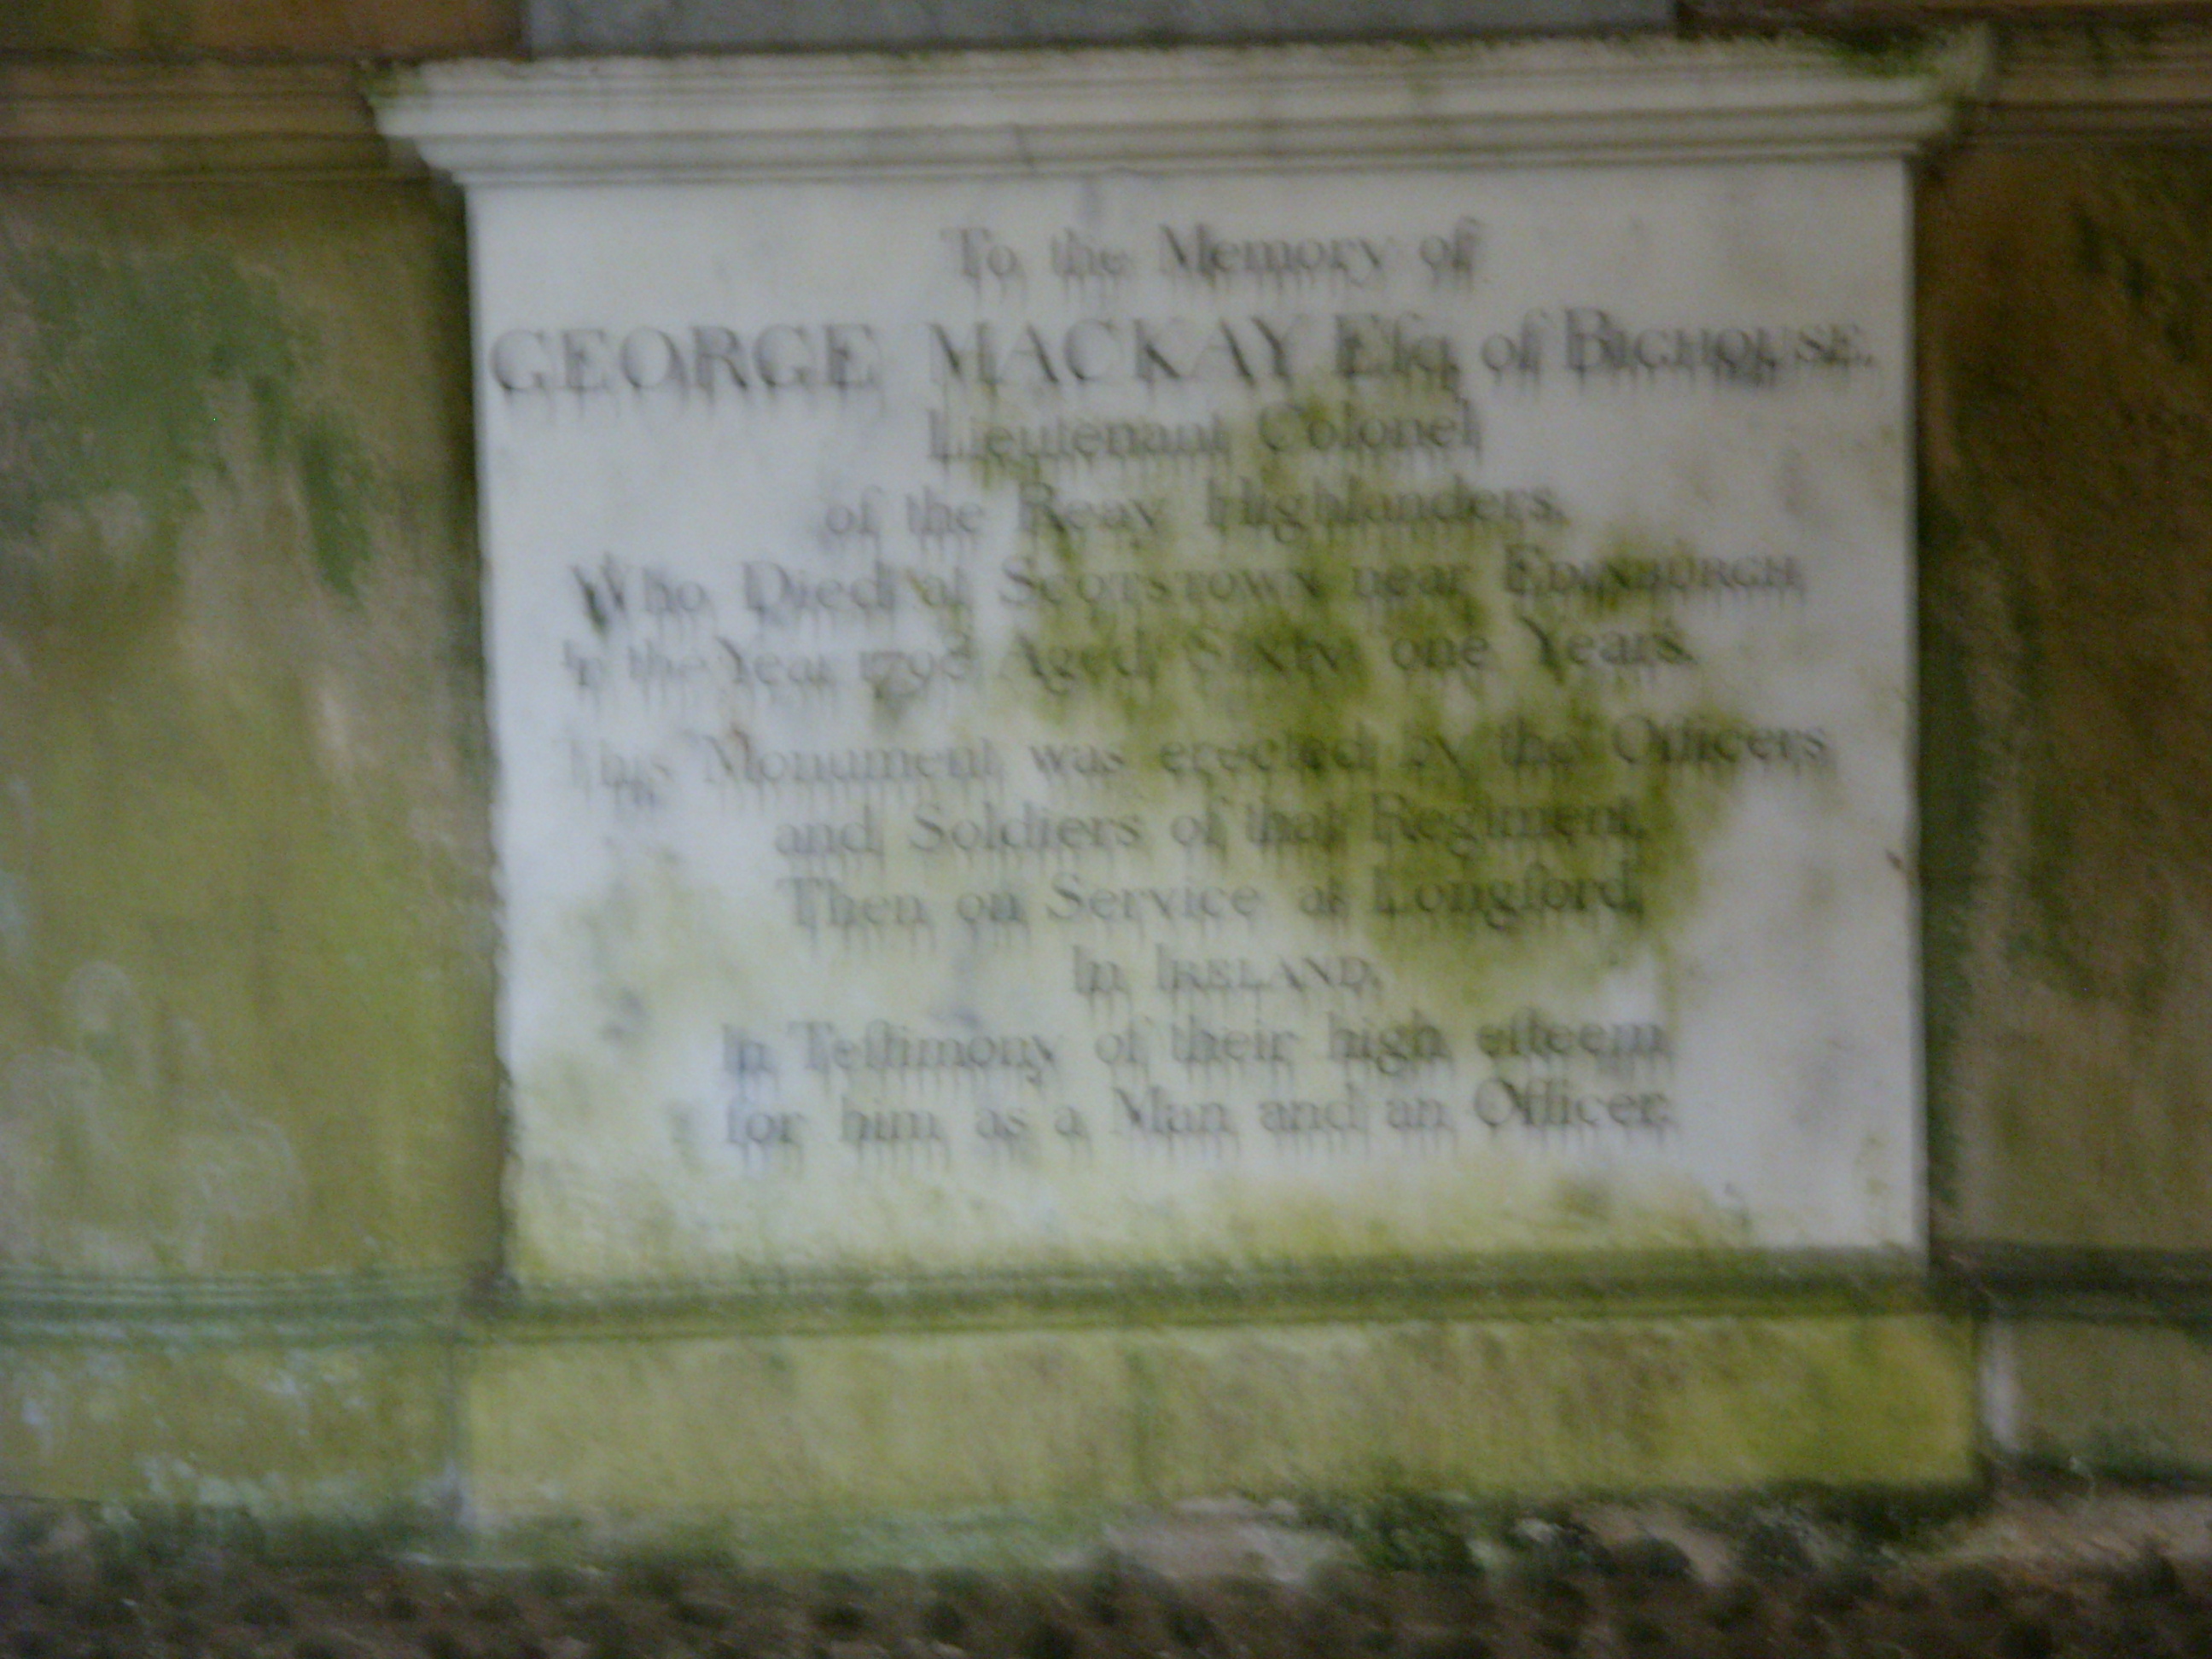 To the Memory of
GEORGE MACKAY Esq. of BIGHOUSE.
Lieutenant Colonel
of the Reay Highlanders,
Who Died at SCOTSTOWN near EDINBURGH,
In the Year Aged Sixty one Years.
This Monument was erected by the Officers
and Soldiers of that Regiment,
Then on Service at Longford,
In IRELAND,
In Teſtimony of their high eſteem
for him as a Man and an Officer.